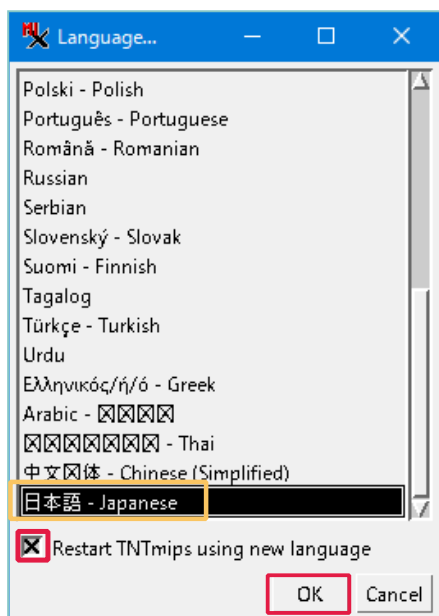 Language...
Polski - Polish
Português - Portuguese
Română - Romanian
Russian
Serbian
Slovenský - Slovak
Suomi - Finnish
Tagalog
Türkçe - Turkish
Urdu
Ελληνικός/ή/ό - Greek
Arabic -
- Thai
中文 体 - Chinese (Simplified)
日本語 - Japanese
Restart TNTmips using new language
OK Cancel